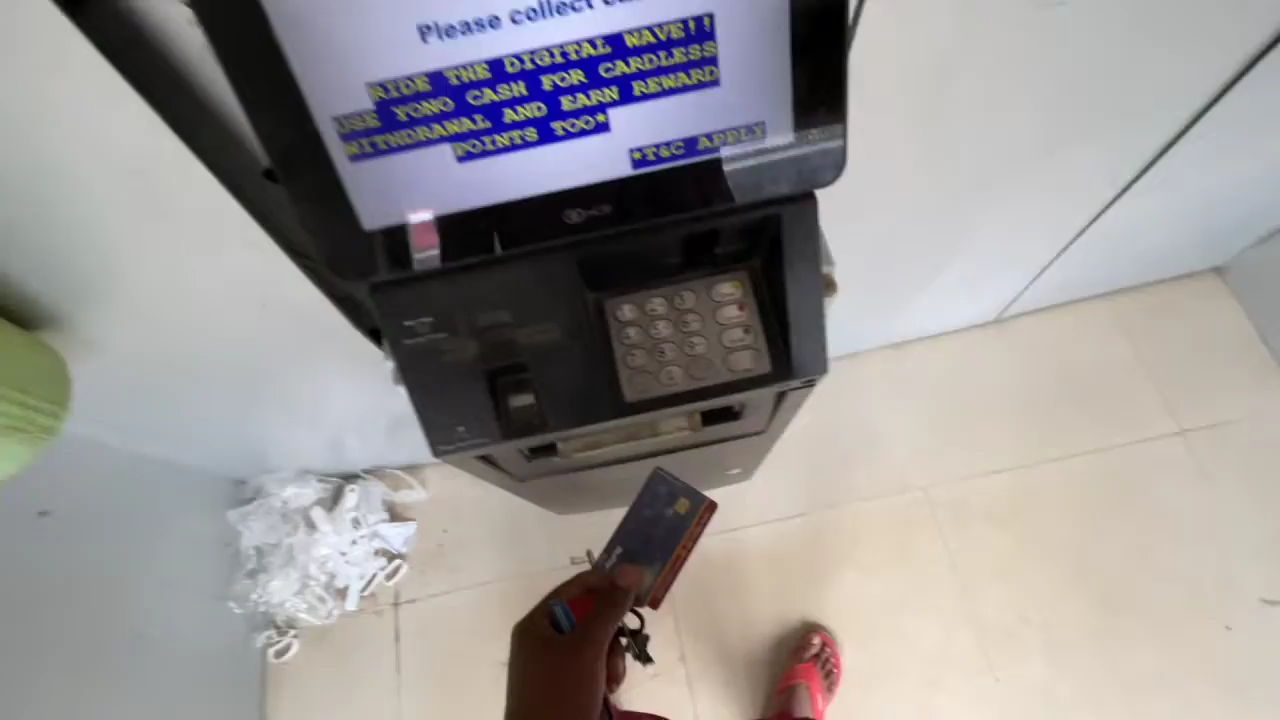 Please collect
RIDE THE DIGITAL WAVE!!
USE YONO CASH FOR CARDLESS
WITHDRAWAL AND EARN REWARD
POINTS TOO*
*T&C APPLY